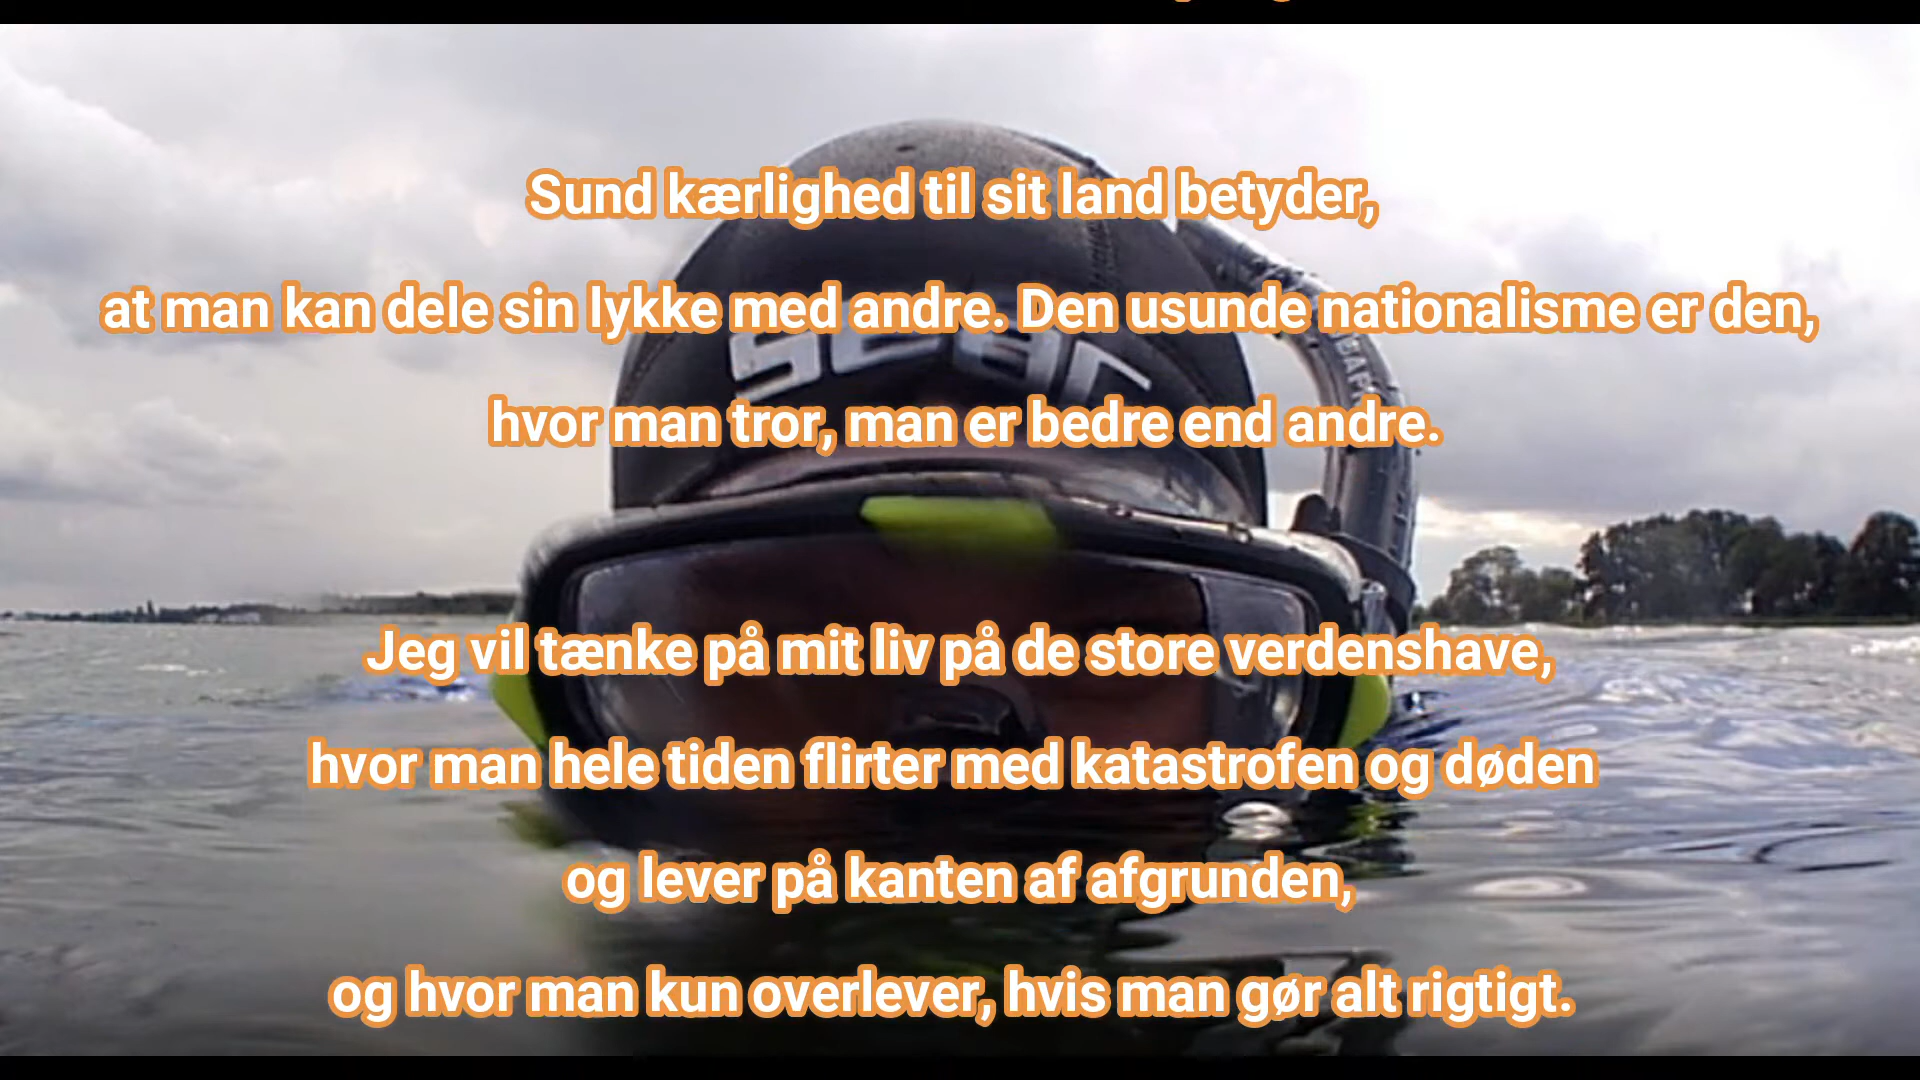 Sund kærlighed til sit land betyder,
at man kan dele sin lykke med andre. Den usunde nationalisme er den,
hvor man tror, man er bedre end andre.
seac
Jeg vil tænke på mit liv på de store verdenshave,
hvor man hele tiden flirter med katastrofen og døden
og lever på kanten af afgrunden,
og hvor man kun overlever, hvis man gør alt rigtigt.